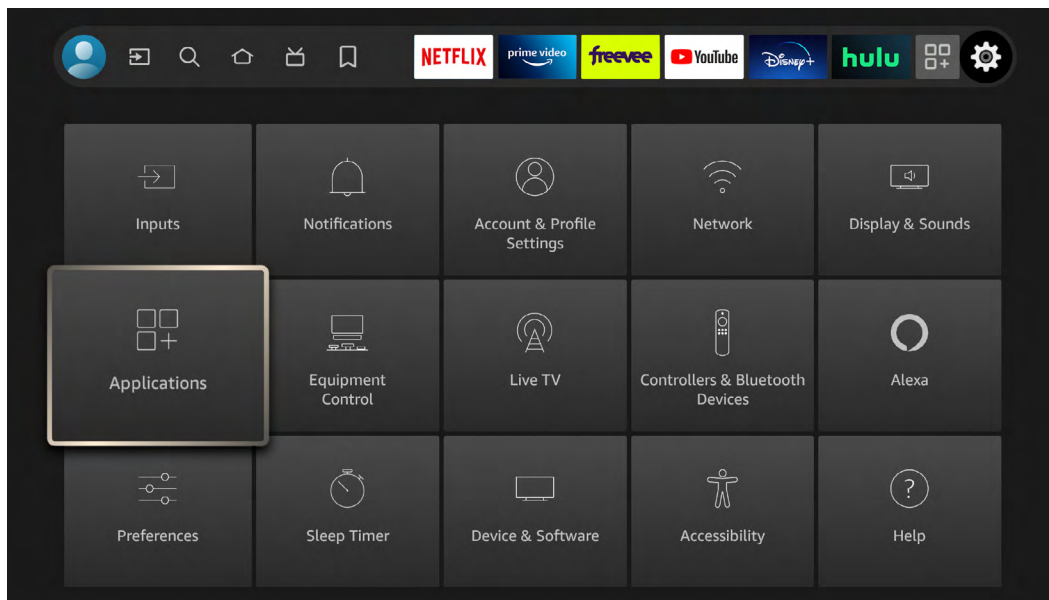 NETFLIX
prime video
freevee
YouTube
Disney+
hulu
Inputs
Notifications
Account & Profile
Settings
Network
Display & Sounds
Applications
Equipment
Control
Live TV
Controllers & Bluetooth
Devices
Alexa
Preferences
Sleep Timer
Device & Software
Accessibility
Help